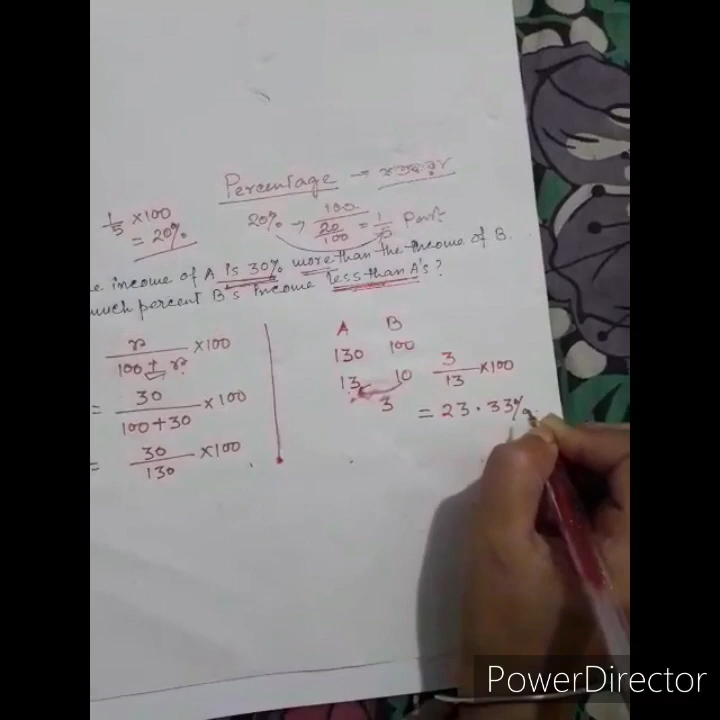 Percentage → শতকরা
1/5 ×100
= 20%
20% → 100
20/100 = 1/5 Part
e income of A is 30% more than the income of B.
much percent B's income less than A's?
r/100+r ×100
= 30/100+30 ×100
= 30/130 ×100
A B
130 100
13 10
3
3/13 ×100
= 23.33%
PowerDirector